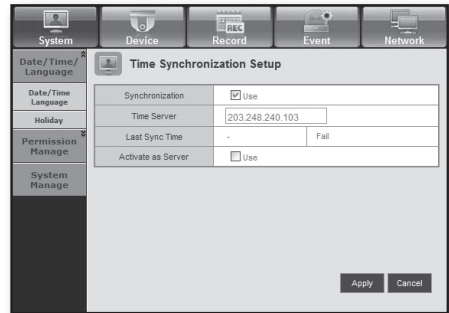 System
Device
REC
Record
Event
Network
Date/Time/
Language
Date/Time
Language
Holiday
Permission
Manage
System
Manage
Time Synchronization Setup
Synchronization
Use
Time Server
203.248.240.103
Last Sync Time
-
Fail
Activate as Server
Use
Apply
Cancel